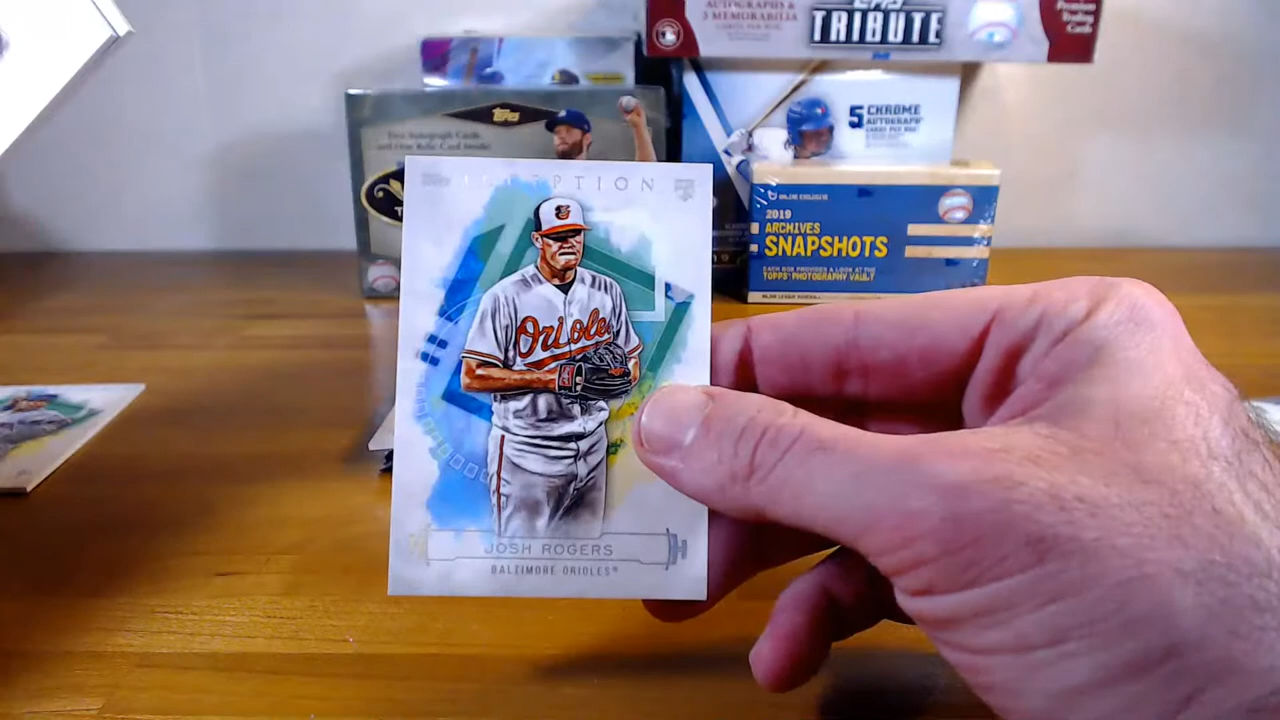 AUTOGRAPHS &
3 MEMORABILIA
CARDS PER BOX
topps
TRIBUTE
Premium
Trading
Cards
topps
Two Autograph Cards
and One Relic Card Inside!
5 CHROME
AUTOGRAPH
CARDS PER BOX
ONLINE EXCLUSIVE
2019
ARCHIVES
SNAPSHOTS
EACH BOX PROVIDES A LOOK AT THE
TOPPS® PHOTOGRAPHY VAULT
MAJOR LEAGUE BASEBALL
INCEPTION
RC
Orioles
JOSH ROGERS
BALTIMORE ORIOLES®